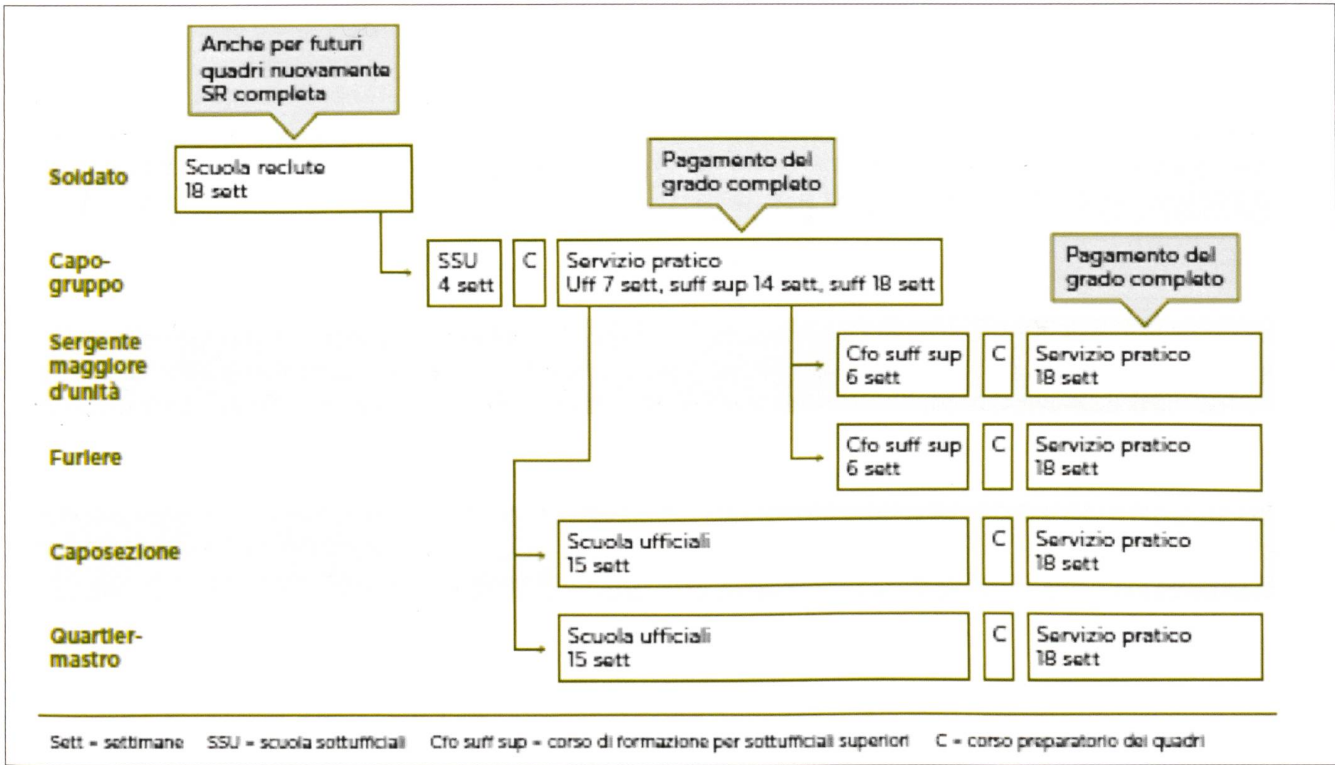 Anche per futuri
quadri nuovamente
SR completa
Soldato
Scuola reclute
18 sett
Pagamento del
grado completo
Capo-
gruppo
SSU
4 sett
C
Servizio pratico
Uff 7 sett, suff sup 14 sett, suff 18 sett
Pagamento del
grado completo
Sergente
maggiore
d'unità
Cfo suff sup
6 sett
C
Servizio pratico
18 sett
Furiere
Cfo suff sup
6 sett
C
Servizio pratico
18 sett
Caposezione
Scuola ufficiali
15 sett
C
Servizio pratico
18 sett
Quartier-
mastro
Scuola ufficiali
15 sett
C
Servizio pratico
18 sett
Sett = settimane SSU = scuola sottufficiali Cfo suff sup = corso di formazione per sottufficiali superiori C = corso preparatorio dei quadri